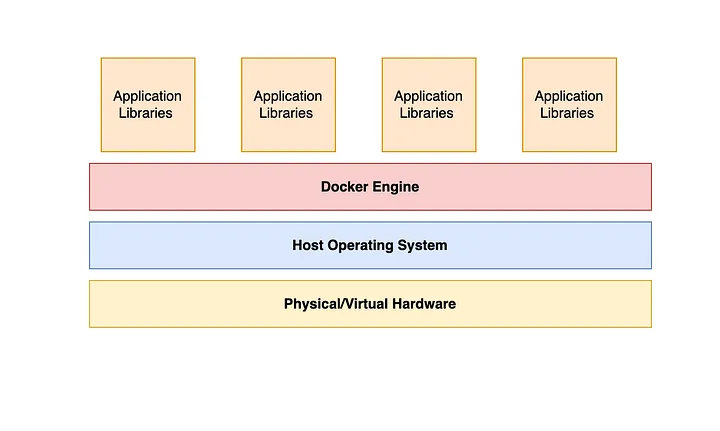 Application
Libraries
Application
Libraries
Application
Libraries
Application
Libraries
Docker Engine
Host Operating System
Physical/Virtual Hardware